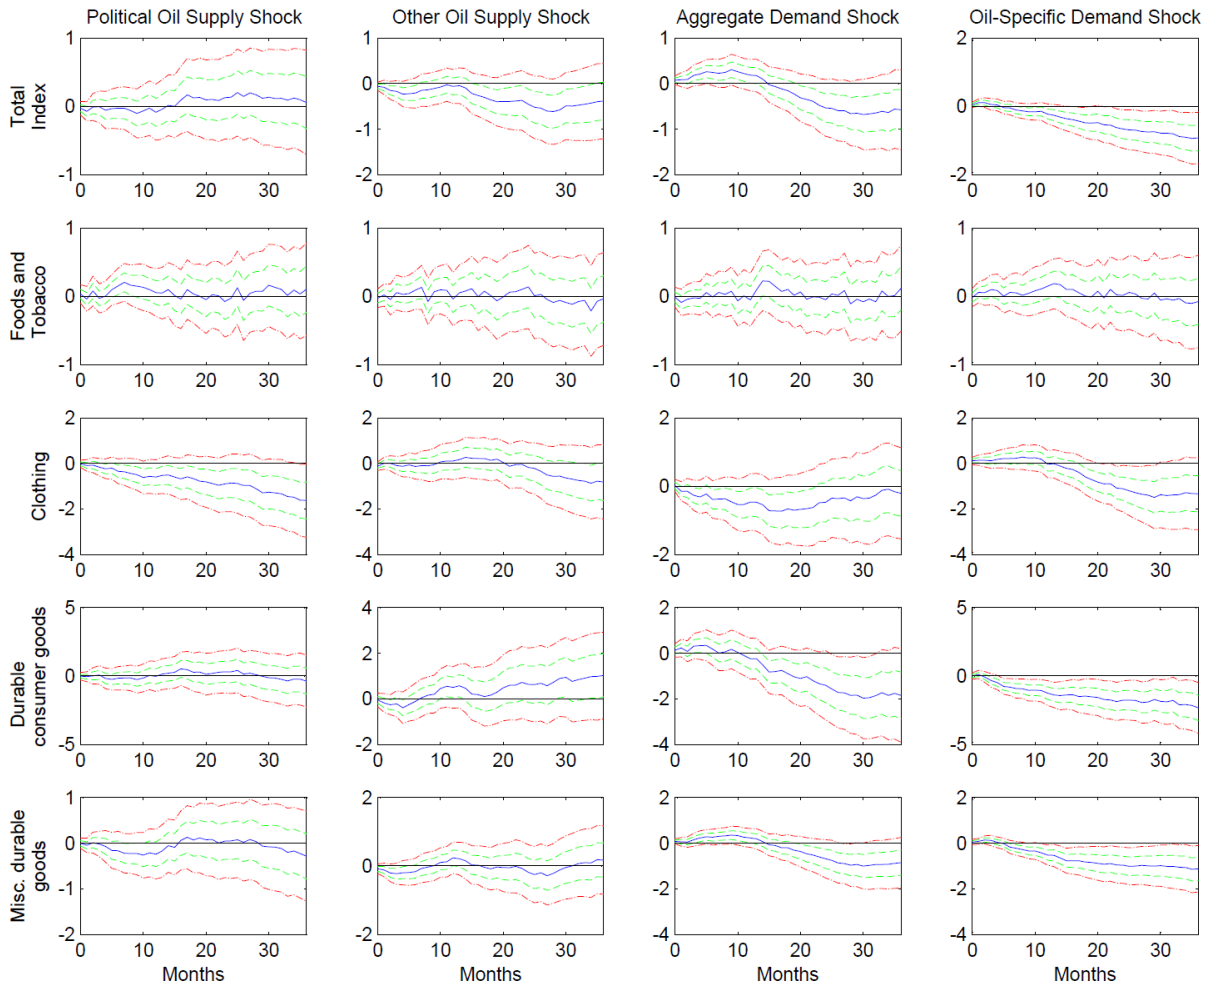 Political Oil Supply Shock
Other Oil Supply Shock
Aggregate Demand Shock
Oil-Specific Demand Shock
Total
Index
1
0
-1
0 10 20 30
1
0
-1
-2
0 10 20 30
1
0
-1
-2
0 10 20 30
2
0
-2
0 10 20 30
Foods and
Tobacco
1
0
-1
0 10 20 30
1
0
-1
0 10 20 30
1
0
-1
0 10 20 30
1
0
-1
0 10 20 30
Clothing
2
0
-2
-4
0 10 20 30
2
0
-2
-4
0 10 20 30
2
0
-2
0 10 20 30
2
0
-2
-4
0 10 20 30
Durable
consumer goods
5
0
-5
0 10 20 30
4
2
0
-2
0 10 20 30
2
0
-2
-4
0 10 20 30
5
0
-5
0 10 20 30
Misc. durable
goods
1
0
-1
-2
0 10 20 30
Months
2
0
-2
0 10 20 30
Months
2
0
-2
-4
0 10 20 30
Months
2
0
-2
-4
0 10 20 30
Months